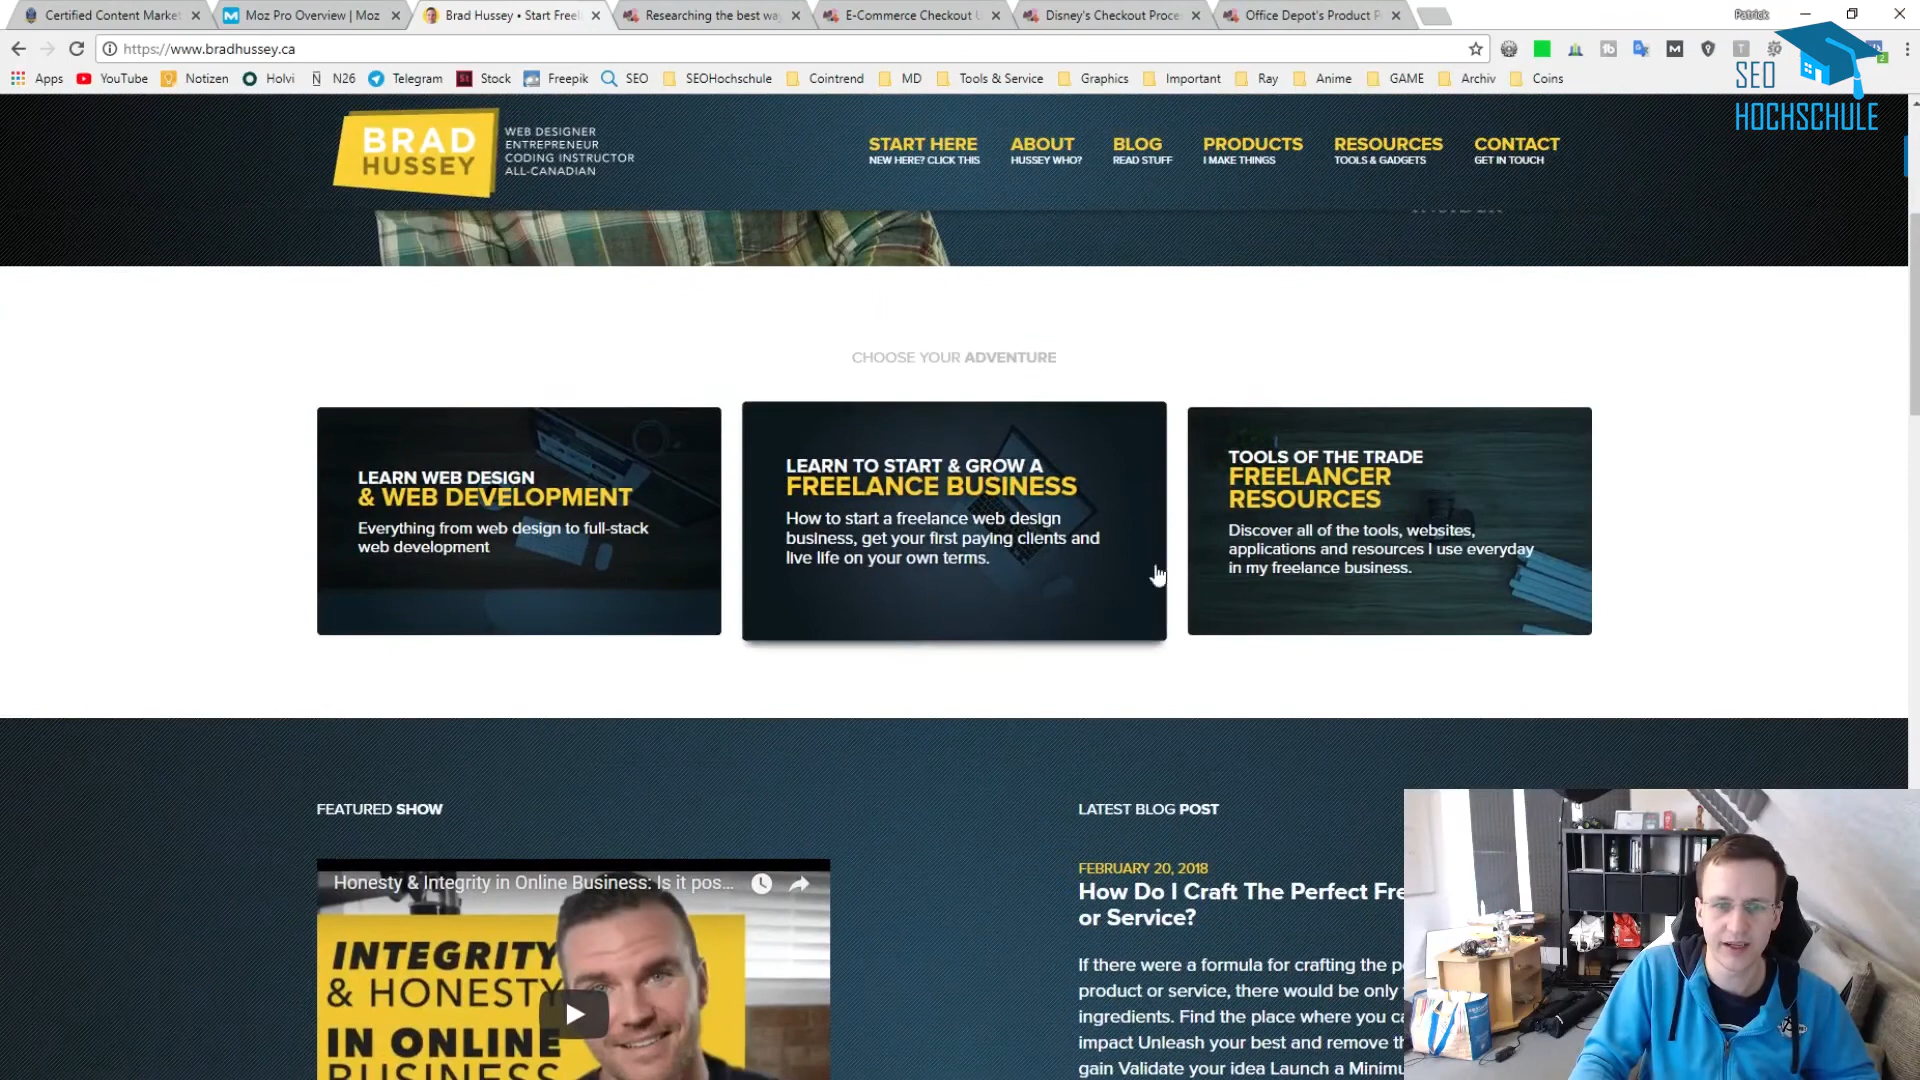 Certified Content Market
Moz Pro Overview | Moz
Brad Hussey • Start Free
Researching the best wa
E-Commerce Checkout U
Disney's Checkout Proce
Office Depot's Product P
Patrick
https://www.bradhussey.ca
Apps
YouTube
Notizen
Holvi
N26
Telegram
Stock
Freepik
SEO
SEOHochschule
Cointrend
MD
Tools & Service
Graphics
Important
Ray
Anime
GAME
Archiv
Coins
SEO
HOCHSCHULE
BRAD
HUSSEY
WEB DESIGNER
ENTREPRENEUR
CODING INSTRUCTOR
ALL-CANADIAN
START HERE
NEW HERE? CLICK THIS
ABOUT
HUSSEY WHO?
BLOG
READ STUFF
PRODUCTS
I MAKE THINGS
RESOURCES
TOOLS & GADGETS
CONTACT
GET IN TOUCH
CHOOSE YOUR ADVENTURE
LEARN WEB DESIGN
& WEB DEVELOPMENT
Everything from web design to full-stack
web development
LEARN TO START & GROW A
FREELANCE BUSINESS
How to start a freelance web design
business, get your first paying clients and
live life on your own terms.
TOOLS OF THE TRADE
FREELANCER
RESOURCES
Discover all of the tools, websites,
applications and resources I use everyday
in my freelance business.
FEATURED SHOW
Honesty & Integrity in Online Business: Is it pos...
INTEGRITY
& HONESTY
IN ONLINE
BUSINESS
LATEST BLOG POST
FEBRUARY 20, 2018
How Do I Craft The Perfect Fre
or Service?
If there were a formula for crafting the p
product or service, there would be only
ingredients. Find the place where you ca
impact Unleash your best and remove th
gain Validate your idea Launch a Minimu